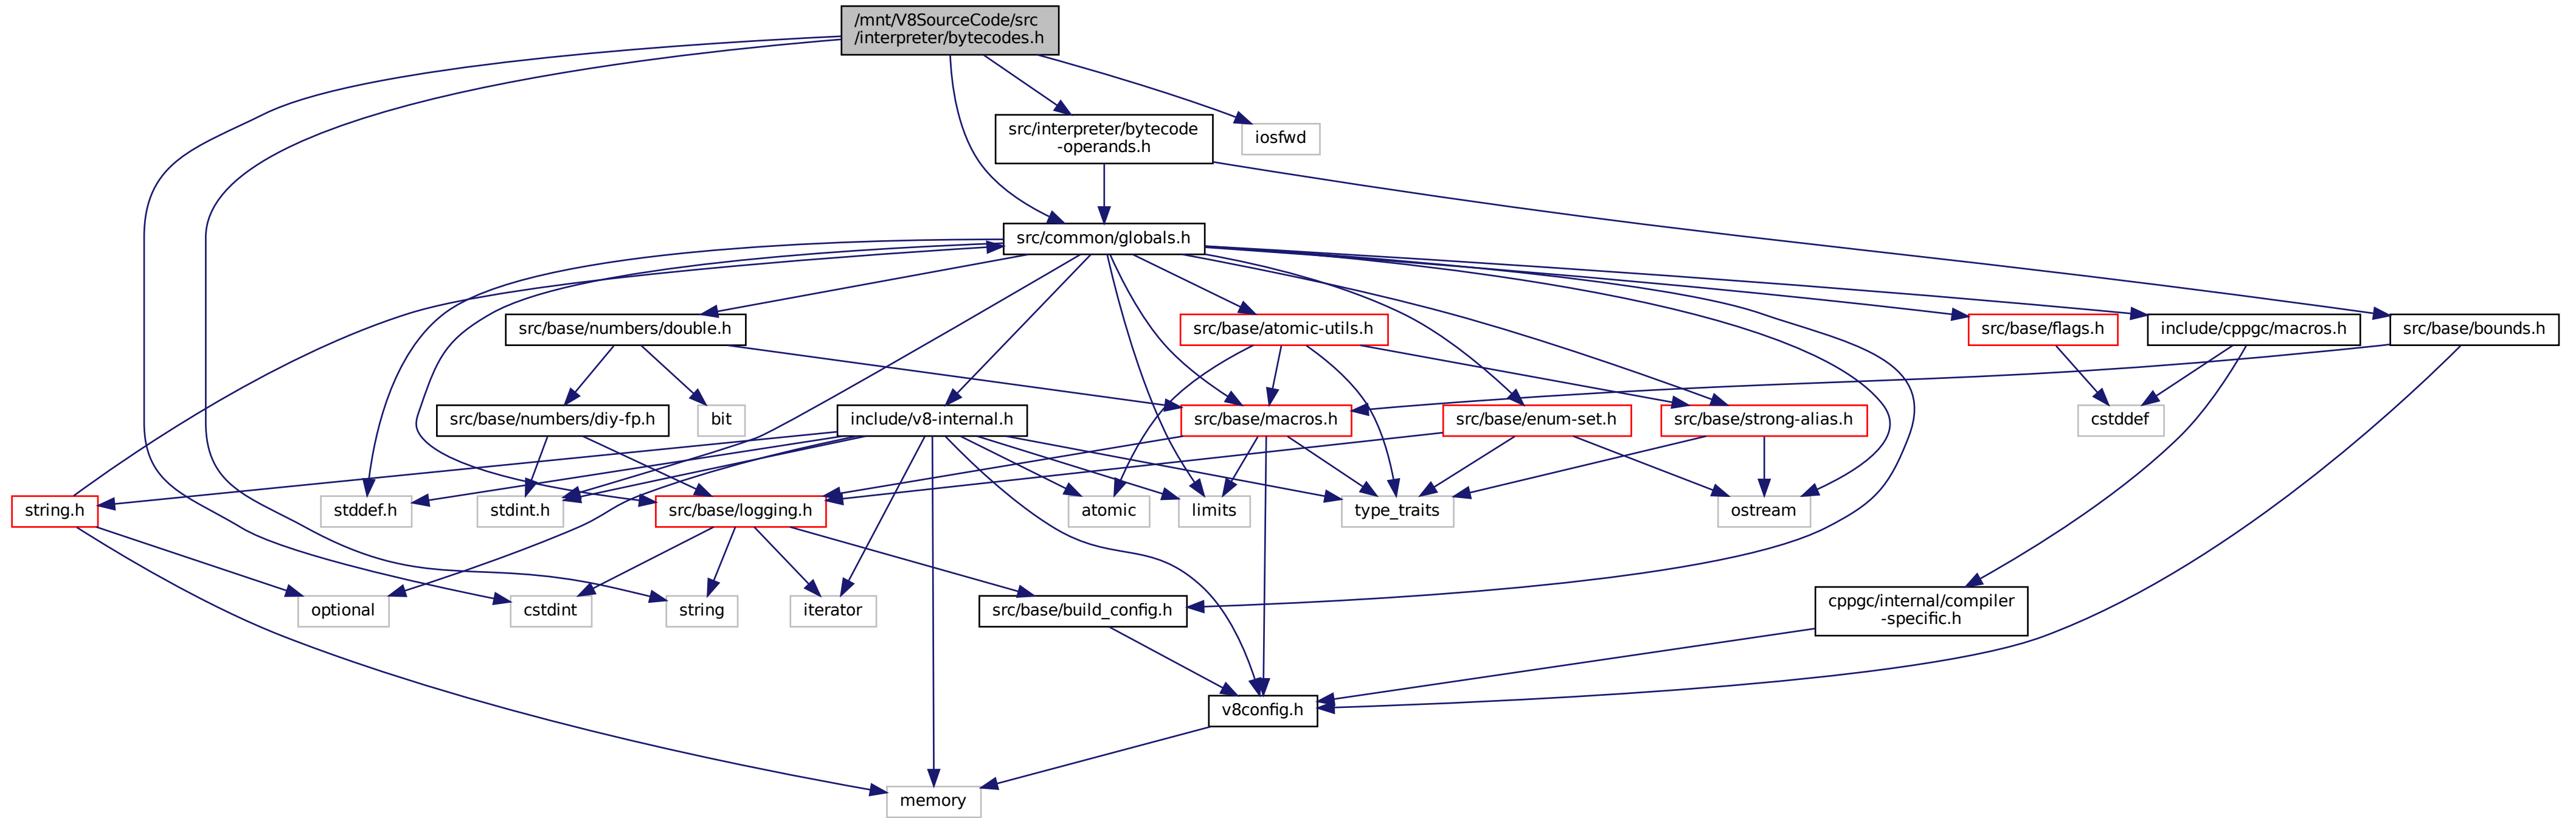 /mnt/V8SourceCode/src
/interpreter/bytecodes.h
src/interpreter/bytecode
-operands.h
iosfwd
src/common/globals.h
src/base/numbers/double.h
src/base/atomic-utils.h
src/base/flags.h
include/cppgc/macros.h
src/base/bounds.h
src/base/numbers/diy-fp.h
bit
include/v8-internal.h
src/base/macros.h
src/base/enum-set.h
src/base/strong-alias.h
cstddef
string.h
stddef.h
stdint.h
src/base/logging.h
atomic
limits
type_traits
ostream
optional
cstdint
string
iterator
src/base/build_config.h
cppgc/internal/compiler
-specific.h
v8config.h
memory